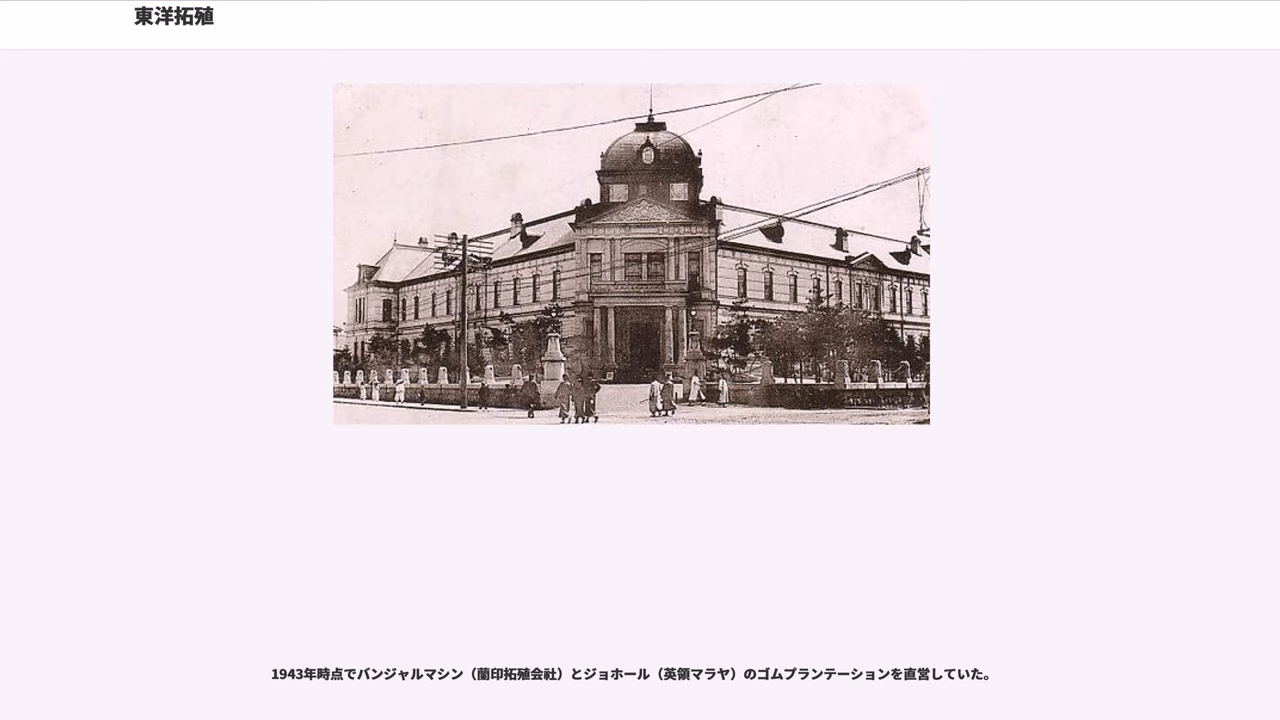 東洋拓殖
1943年時点でバンジャルマシン（蘭印拓殖会社）とジョホール（英領マラヤ）のゴムプランテーションを直営していた。